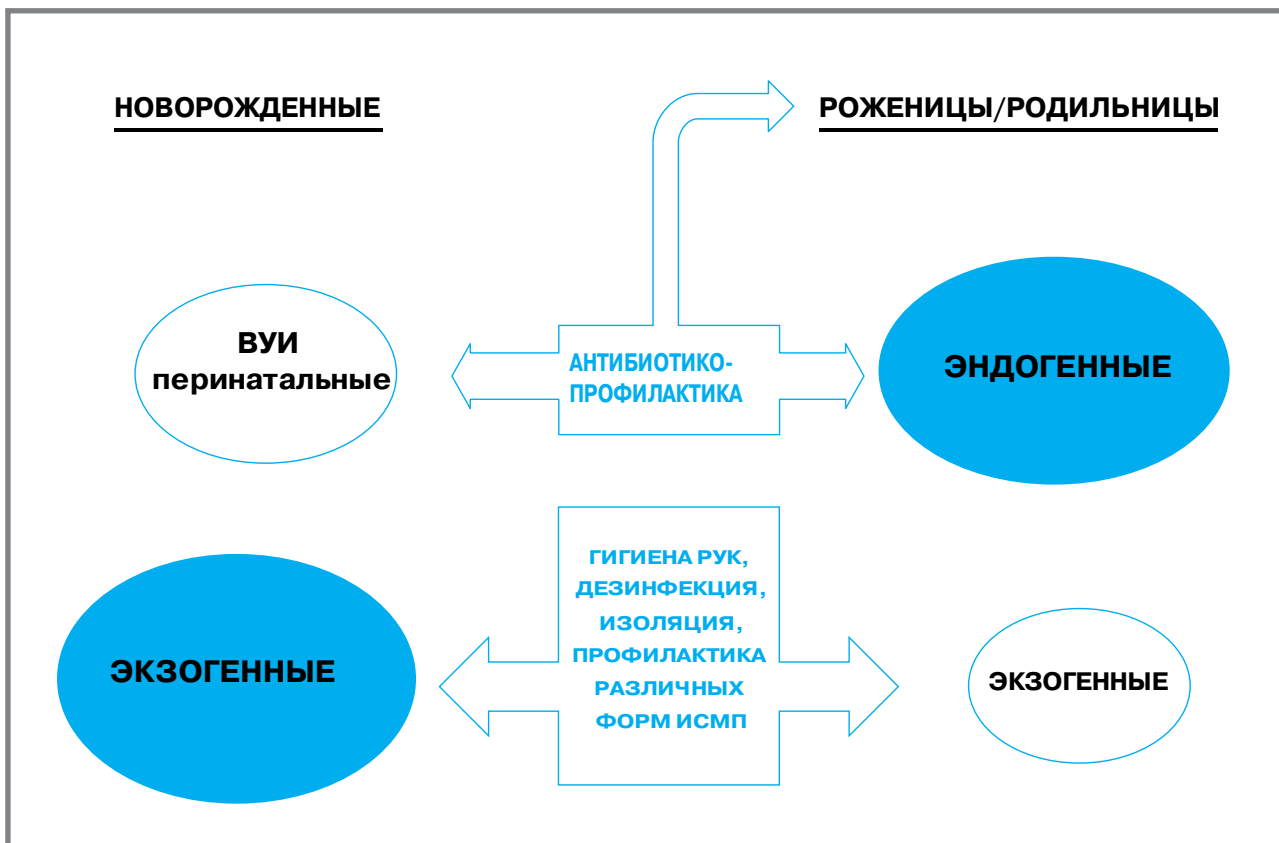 НОВОРОЖДЕННЫЕ
РОЖЕНИЦЫ/РОДИЛЬНИЦЫ
ВУИ
перинатальные
АНТИБИОТИКО-
ПРОФИЛАКТИКА
ЭНДОГЕННЫЕ
ЭКЗОГЕННЫЕ
ГИГИЕНА РУК,
ДЕЗИНФЕКЦИЯ,
ИЗОЛЯЦИЯ,
ПРОФИЛАКТИКА
РАЗЛИЧНЫХ
ФОРМ ИСМП
ЭКЗОГЕННЫЕ